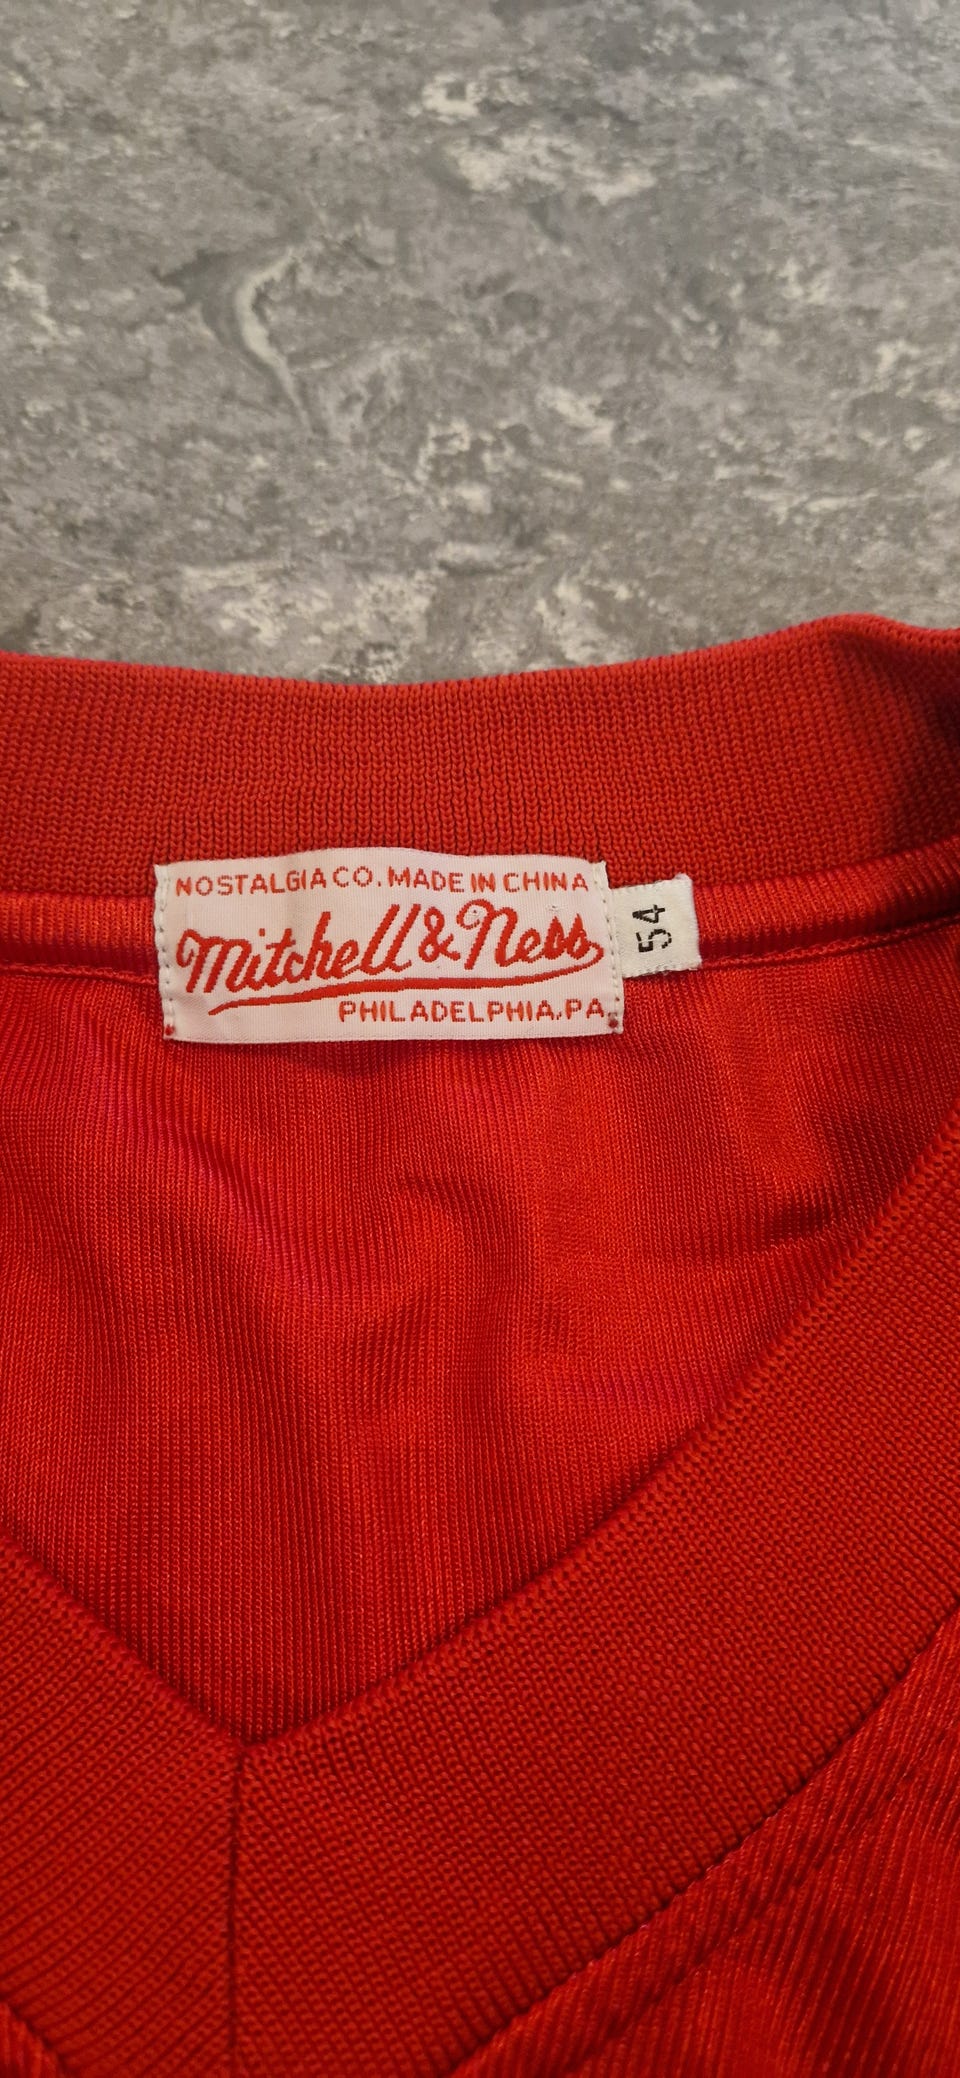 NOSTALGIA CO. MADE IN CHINA
Mitchell & Ness
PHILADELPHIA, PA.
54